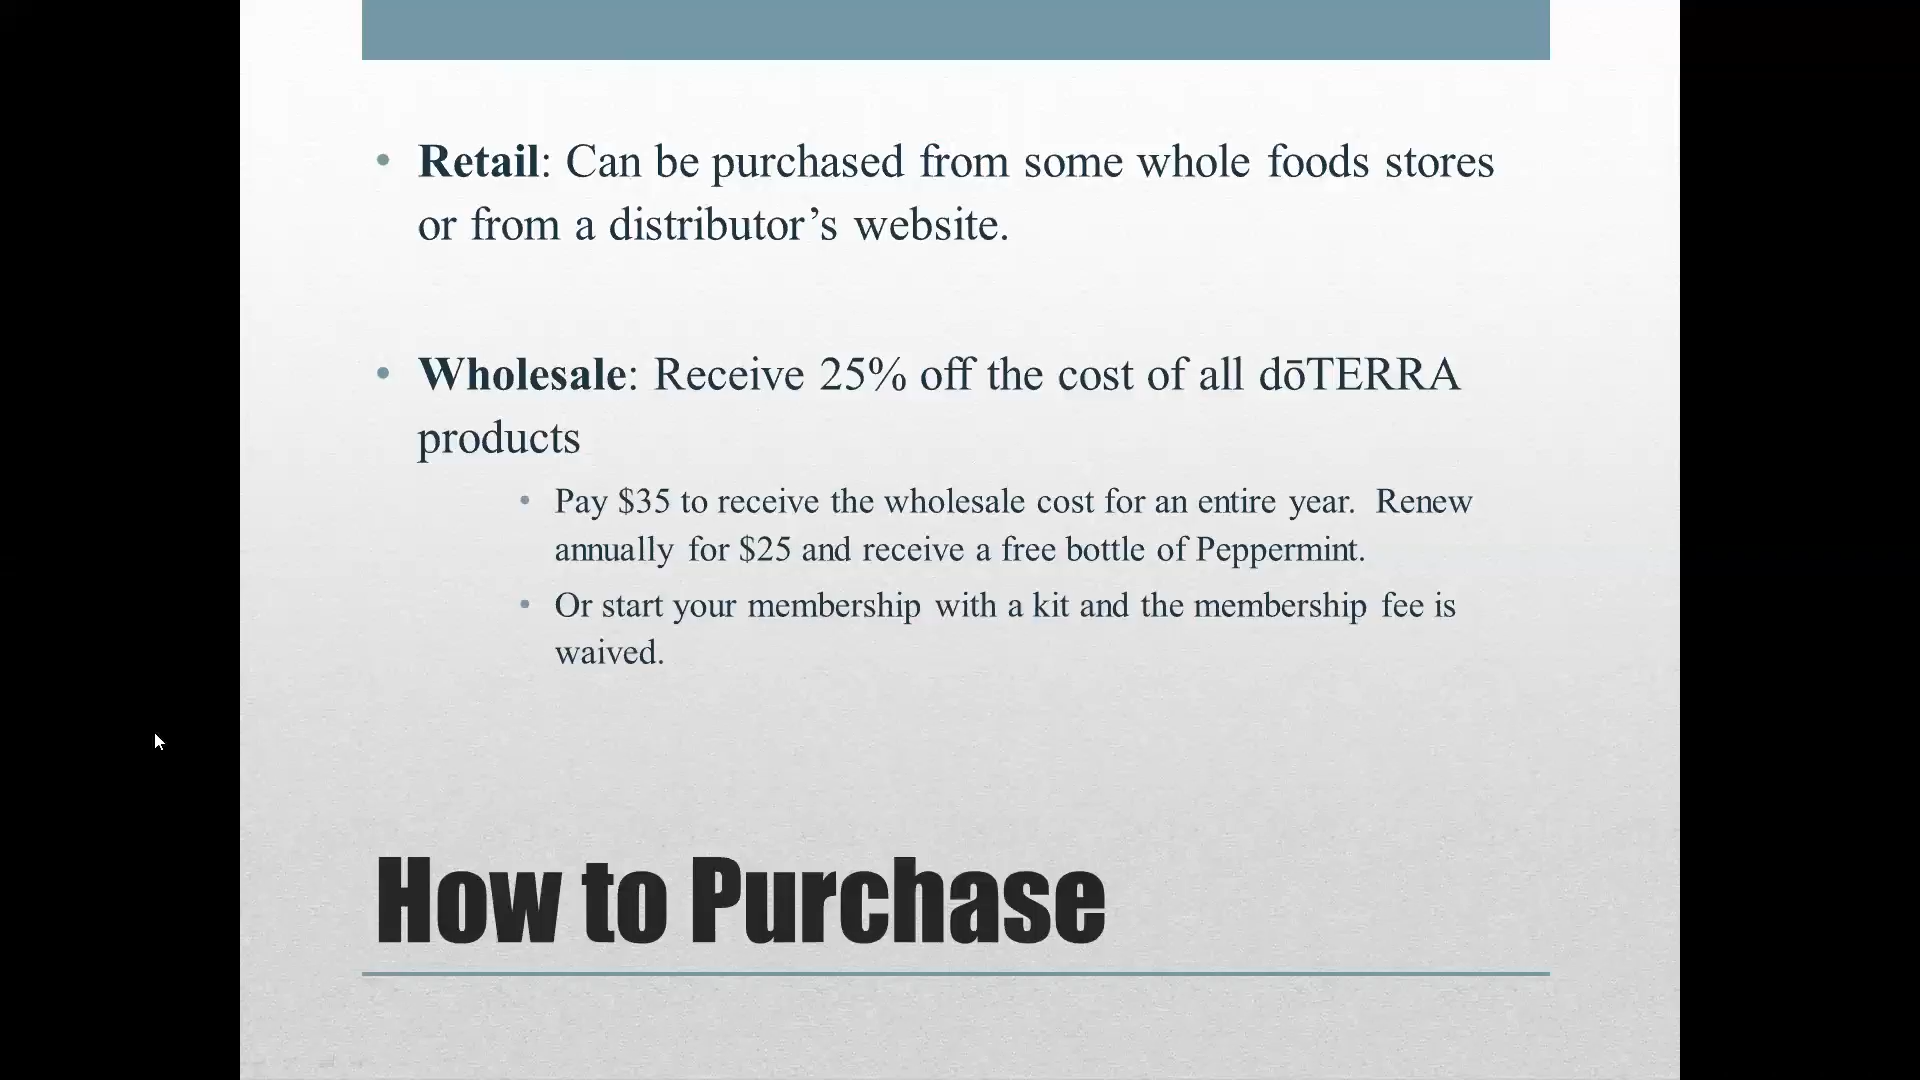 • Retail: Can be purchased from some whole foods stores
or from a distributor’s website.
• Wholesale: Receive 25% off the cost of all dōTERRA
products
• Pay $35 to receive the wholesale cost for an entire year.  Renew
annually for $25 and receive a free bottle of Peppermint.
• Or start your membership with a kit and the membership fee is
waived.
How to Purchase